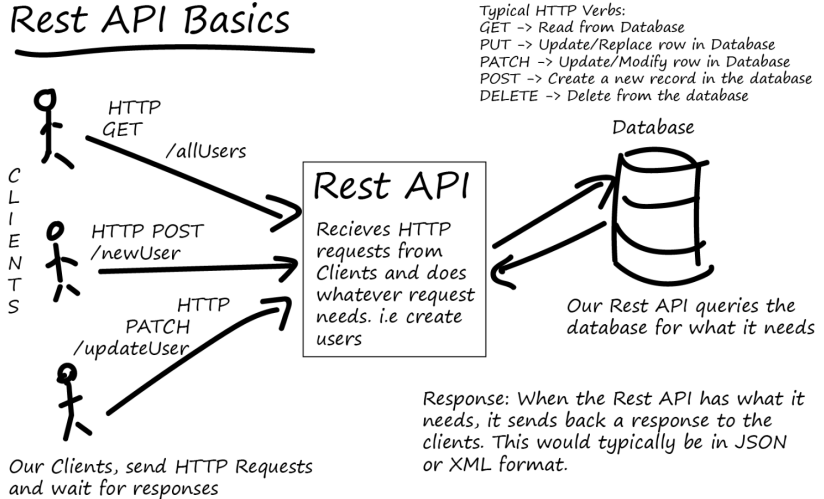 Rest API Basics
Typical HTTP Verbs:
GET -> Read from Database
PUT -> Update/Replace row in Database
PATCH -> Update/Modify row in Database
POST -> Create a new record in the database
DELETE -> Delete from the database
CLIENTS
HTTP
GET
/allUsers
HTTP POST
/newUser
HTTP
PATCH
/updateUser
Rest API
Recieves HTTP
requests from
Clients and does
whatever request
needs. i.e create
users
Database
Our Rest API queries the
database for what it needs
Response: When the Rest API has what it
needs, it sends back a response to the
clients. This would typically be in JSON
or XML format.
Our Clients, send HTTP Requests
and wait for responses